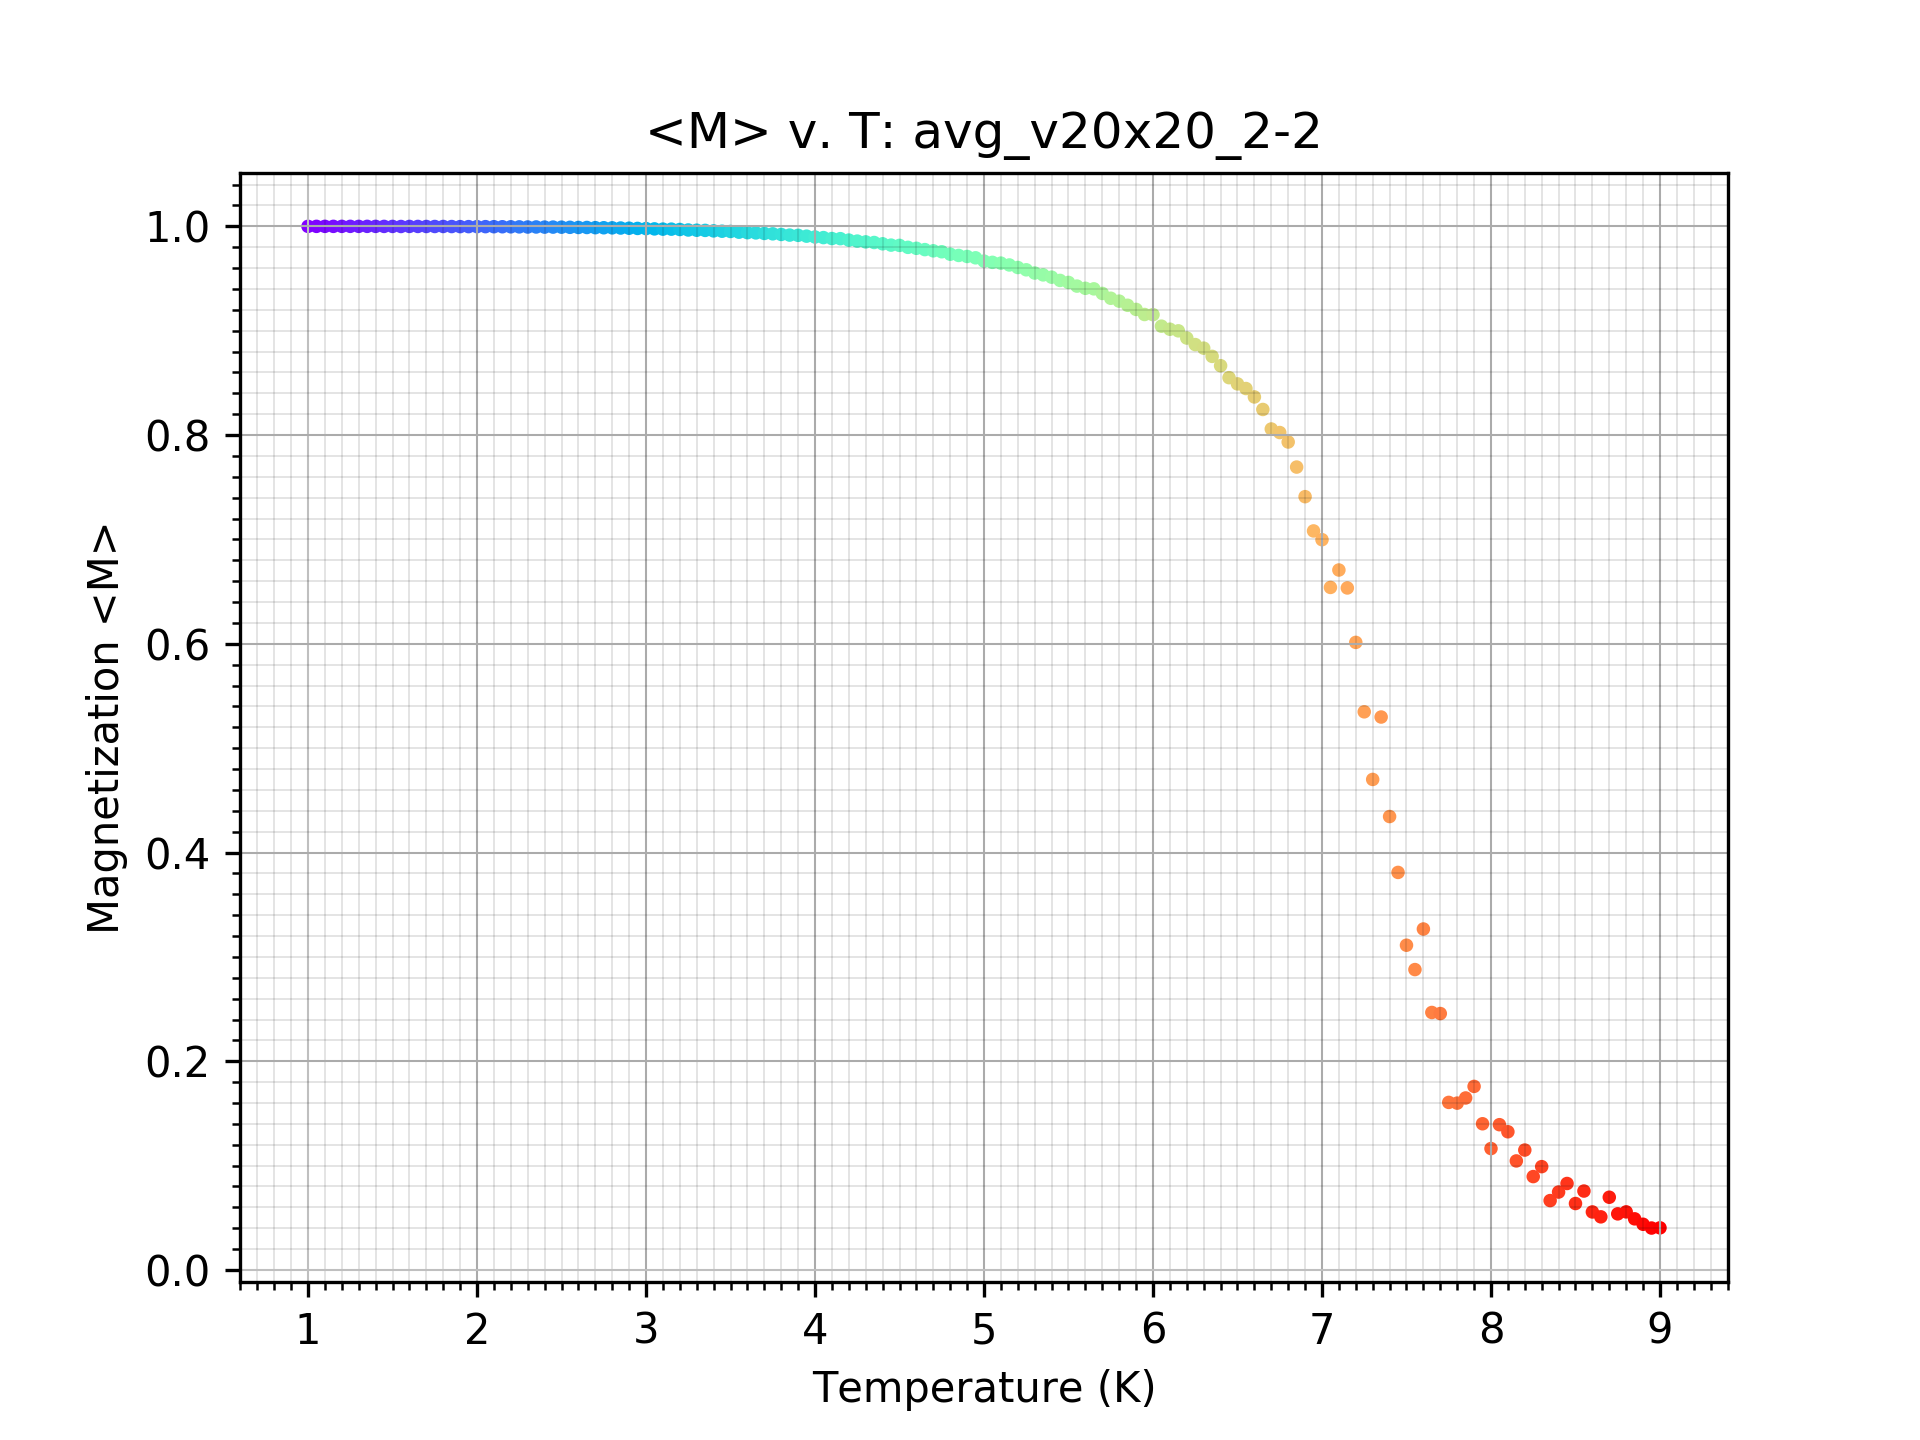 <M> v. T: avg_v20x20_2-2
Magnetization <M>
1.0
0.8
0.6
0.4
0.2
0.0
1 2 3 4 5 6 7 8 9
Temperature (K)